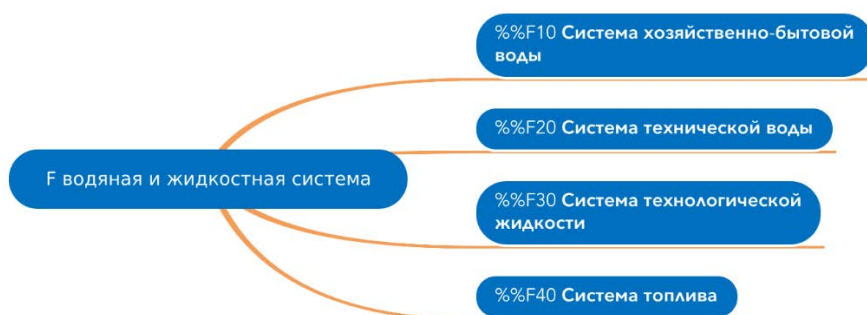 %%F10 Система хозяйственно-бытовой
воды
%%F20 Система технической воды
F водяная и жидкостная система
%%F30 Система технологической
жидкости
%%F40 Система топлива